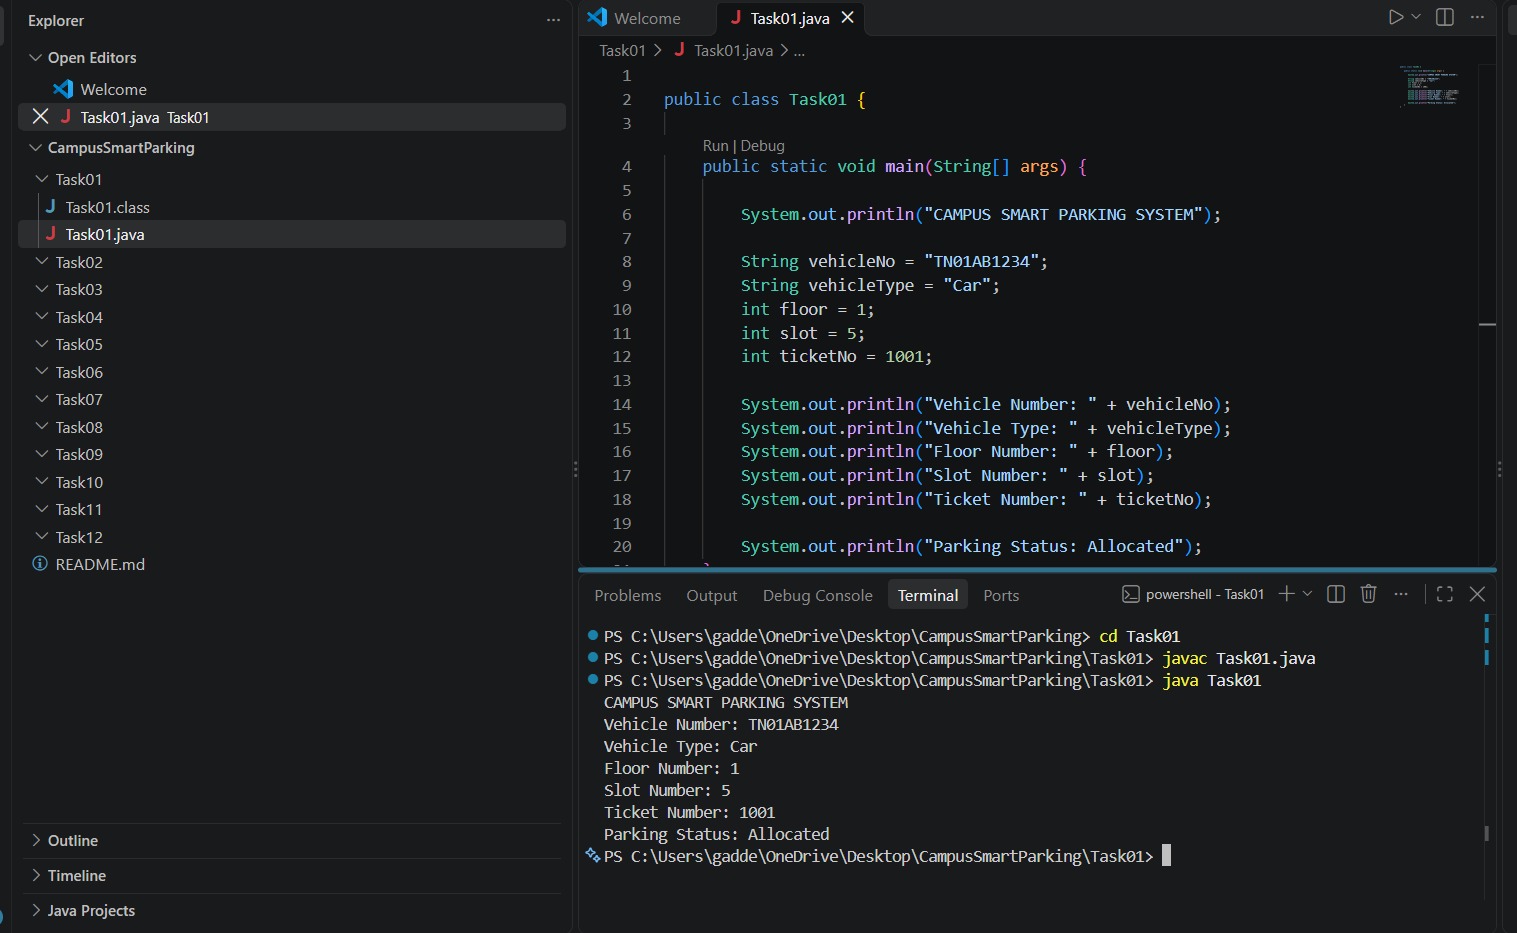 Explorer
Open Editors
Welcome
Task01.java Task01
CampusSmartParking
Task01
Task01.class
Task01.java
Task02
Task03
Task04
Task05
Task06
Task07
Task08
Task09
Task10
Task11
Task12
README.md
Outline
Timeline
Java Projects
Welcome
Task01.java
Task01 > Task01.java > ...
1
2 public class Task01 {
3
Run | Debug
4 public static void main(String[] args) {
5
6 System.out.println("CAMPUS SMART PARKING SYSTEM");
7
8 String vehicleNo = "TN01AB1234";
9 String vehicleType = "Car";
10 int floor = 1;
11 int slot = 5;
12 int ticketNo = 1001;
13
14 System.out.println("Vehicle Number: " + vehicleNo);
15 System.out.println("Vehicle Type: " + vehicleType);
16 System.out.println("Floor Number: " + floor);
17 System.out.println("Slot Number: " + slot);
18 System.out.println("Ticket Number: " + ticketNo);
19
20 System.out.println("Parking Status: Allocated");
Problems Output Debug Console Terminal Ports
powershell - Task01
PS C:\Users\gadde\OneDrive\Desktop\CampusSmartParking> cd Task01
PS C:\Users\gadde\OneDrive\Desktop\CampusSmartParking\Task01> javac Task01.java
PS C:\Users\gadde\OneDrive\Desktop\CampusSmartParking\Task01> java Task01
CAMPUS SMART PARKING SYSTEM
Vehicle Number: TN01AB1234
Vehicle Type: Car
Floor Number: 1
Slot Number: 5
Ticket Number: 1001
Parking Status: Allocated
PS C:\Users\gadde\OneDrive\Desktop\CampusSmartParking\Task01>